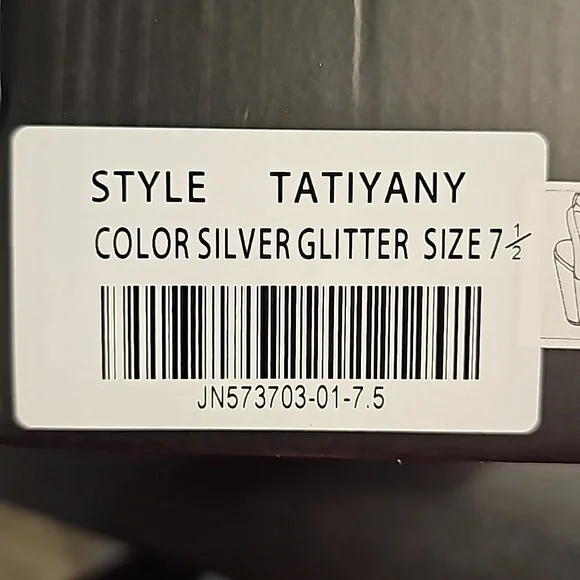 STYLE TATIYANY
COLOR SILVER GLITTER SIZE 7 1/2
JN573703-01-7.5